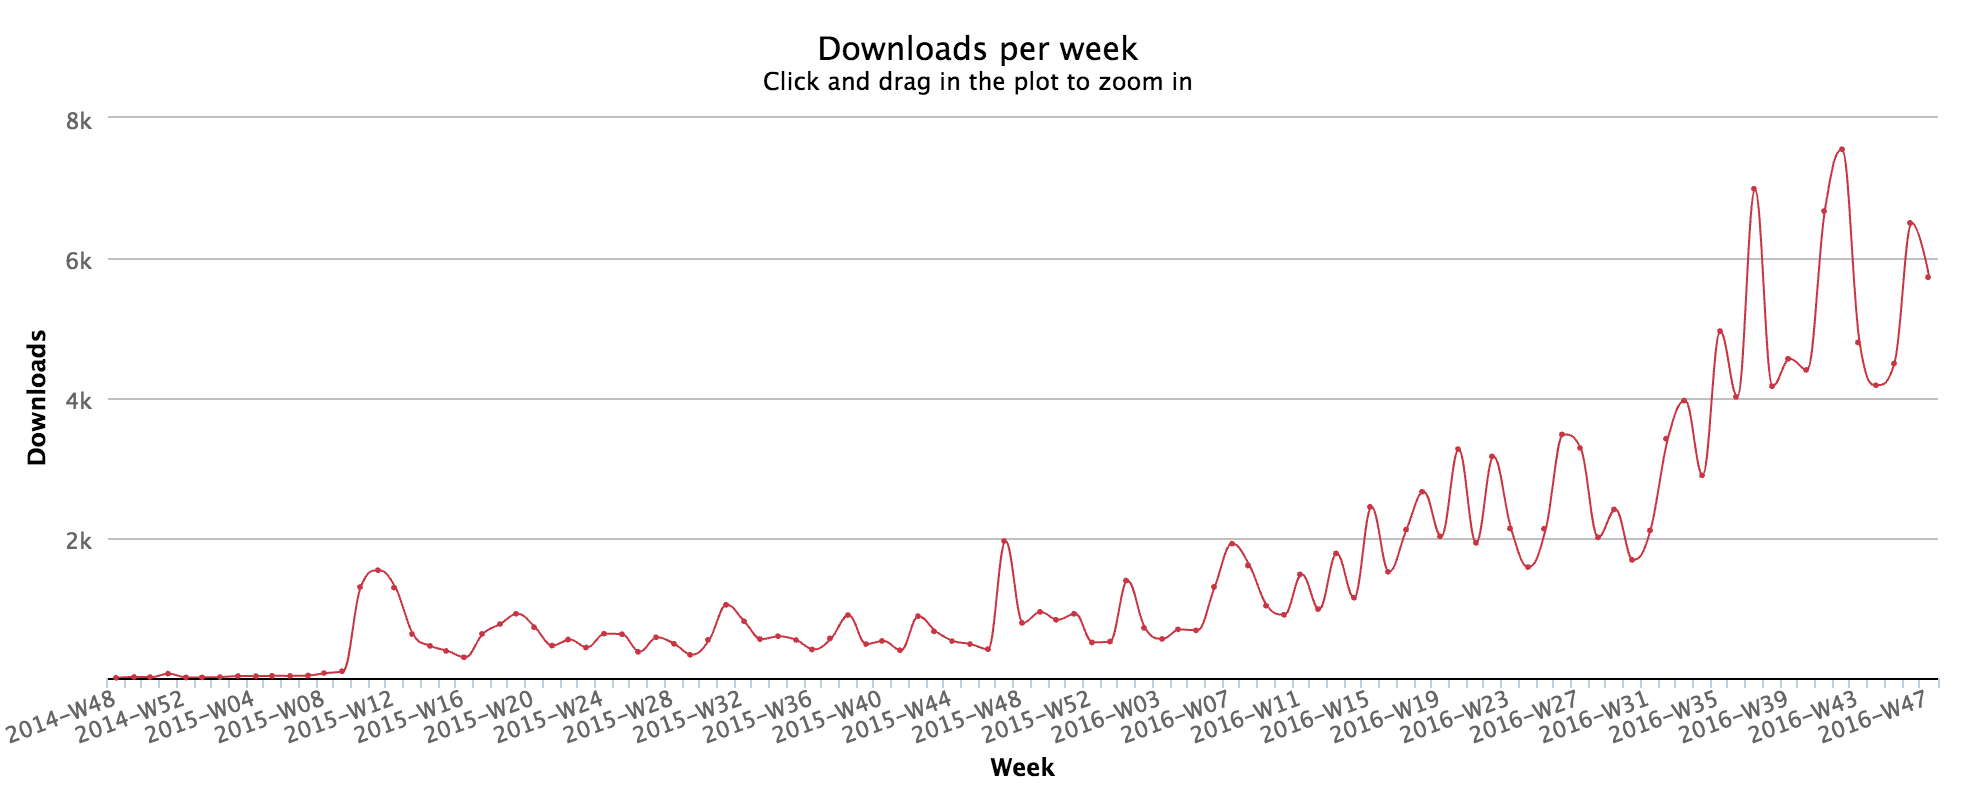 Downloads per week
Click and drag in the plot to zoom in
8k
6k
4k
2k
Downloads
2014-W48
2014-W52
2015-W04
2015-W08
2015-W12
2015-W16
2015-W20
2015-W24
2015-W28
2015-W32
2015-W36
2015-W40
2015-W44
2015-W48
2015-W52
2016-W03
2016-W07
2016-W11
2016-W15
2016-W19
2016-W23
2016-W27
2016-W31
2016-W35
2016-W39
2016-W43
2016-W47
Week